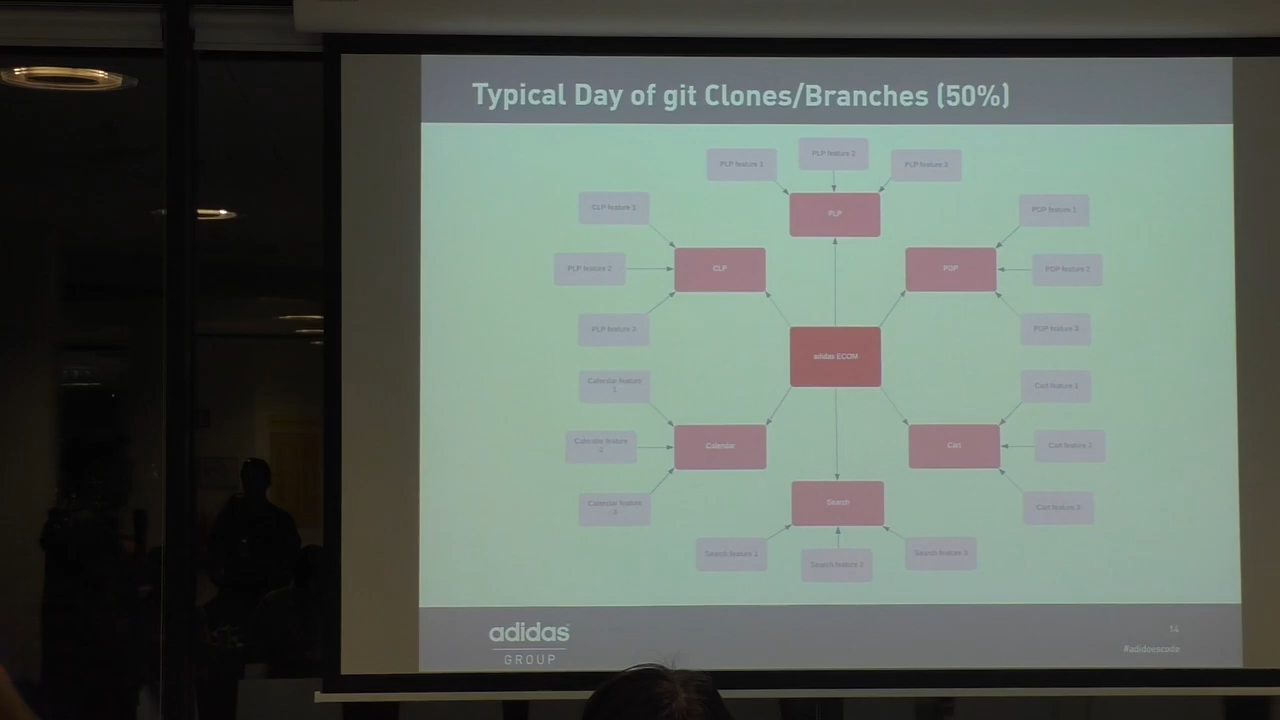 Typical Day of git Clones/Branches (50%)
PLP feature 1
PLP feature 2
PLP feature 3
PLP
CLP feature 1
PLP feature 2
PLP feature 3
CLP
PDP feature 1
PDP feature 2
PDP feature 3
PDP
adidas ECOM
Calendar feature
1
Calendar feature
2
Calendar feature
3
Calendar
Cart feature 1
Cart feature 2
Cart feature 3
Cart
Search
Search feature 1
Search feature 2
Search feature 3
adidas
GROUP
14
#adidoescode